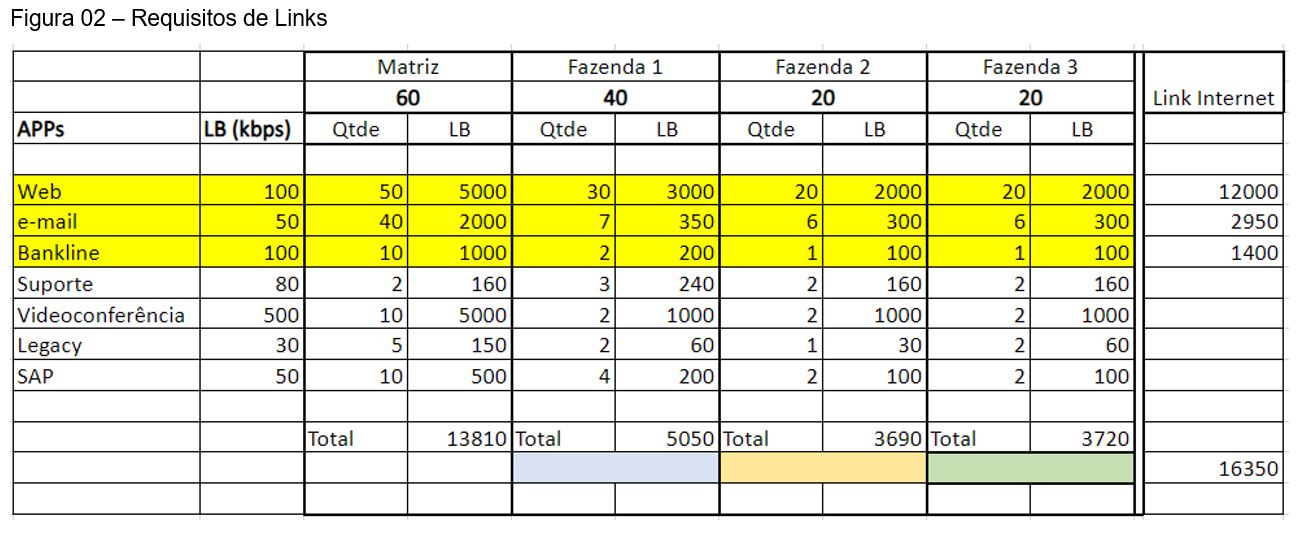 Figura 02 – Requisitos de Links
Matriz Fazenda 1 Fazenda 2 Fazenda 3
60 40 20 20 Link Internet
APPs LB (kbps) Qtde LB Qtde LB Qtde LB Qtde LB
Web 100 50 5000 30 3000 20 2000 20 2000 12000
e-mail 50 40 2000 7 350 6 300 6 300 2950
Bankline 100 10 1000 2 200 1 100 1 100 1400
Suporte 80 2 160 3 240 2 160 2 160
Videoconferência 500 10 5000 2 1000 2 1000 2 1000
Legacy 30 5 150 2 60 1 30 2 60
SAP 50 10 500 4 200 2 100 2 100
Total 13810 Total 5050 Total 3690 Total 3720
16350